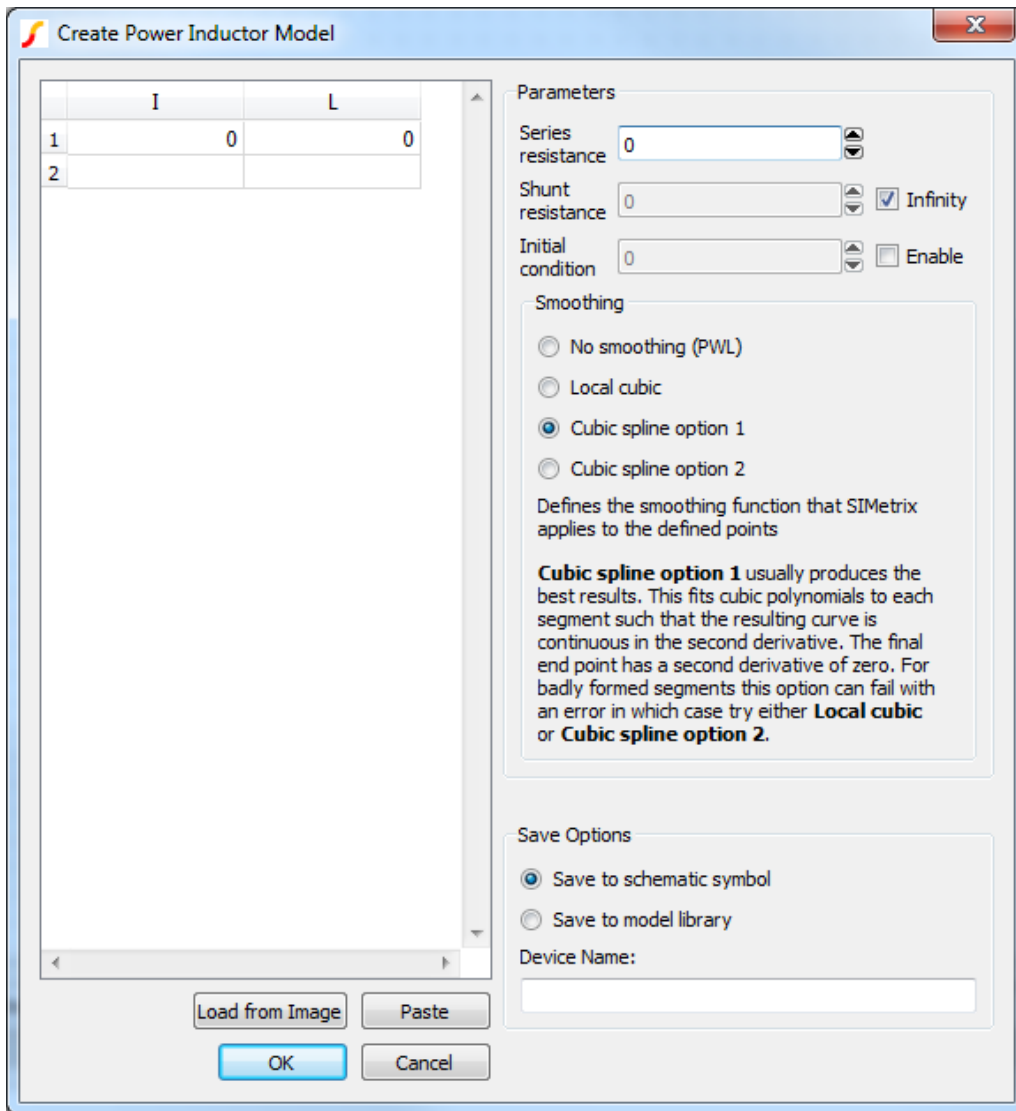 Create Power Inductor Model
I L
1 0 0
2
Parameters
Series
resistance
0
Shunt
resistance
0
Infinity
Initial
condition
0
Enable
Smoothing
No smoothing (PWL)
Local cubic
Cubic spline option 1
Cubic spline option 2
Defines the smoothing function that SIMetrix
applies to the defined points
Cubic spline option 1 usually produces the
best results. This fits cubic polynomials to each
segment such that the resulting curve is
continuous in the second derivative. The final
end point has a second derivative of zero. For
badly formed segments this option can fail with
an error in which case try either Local cubic
or Cubic spline option 2.
Save Options
Save to schematic symbol
Save to model library
Device Name:
Load from Image
Paste
OK
Cancel